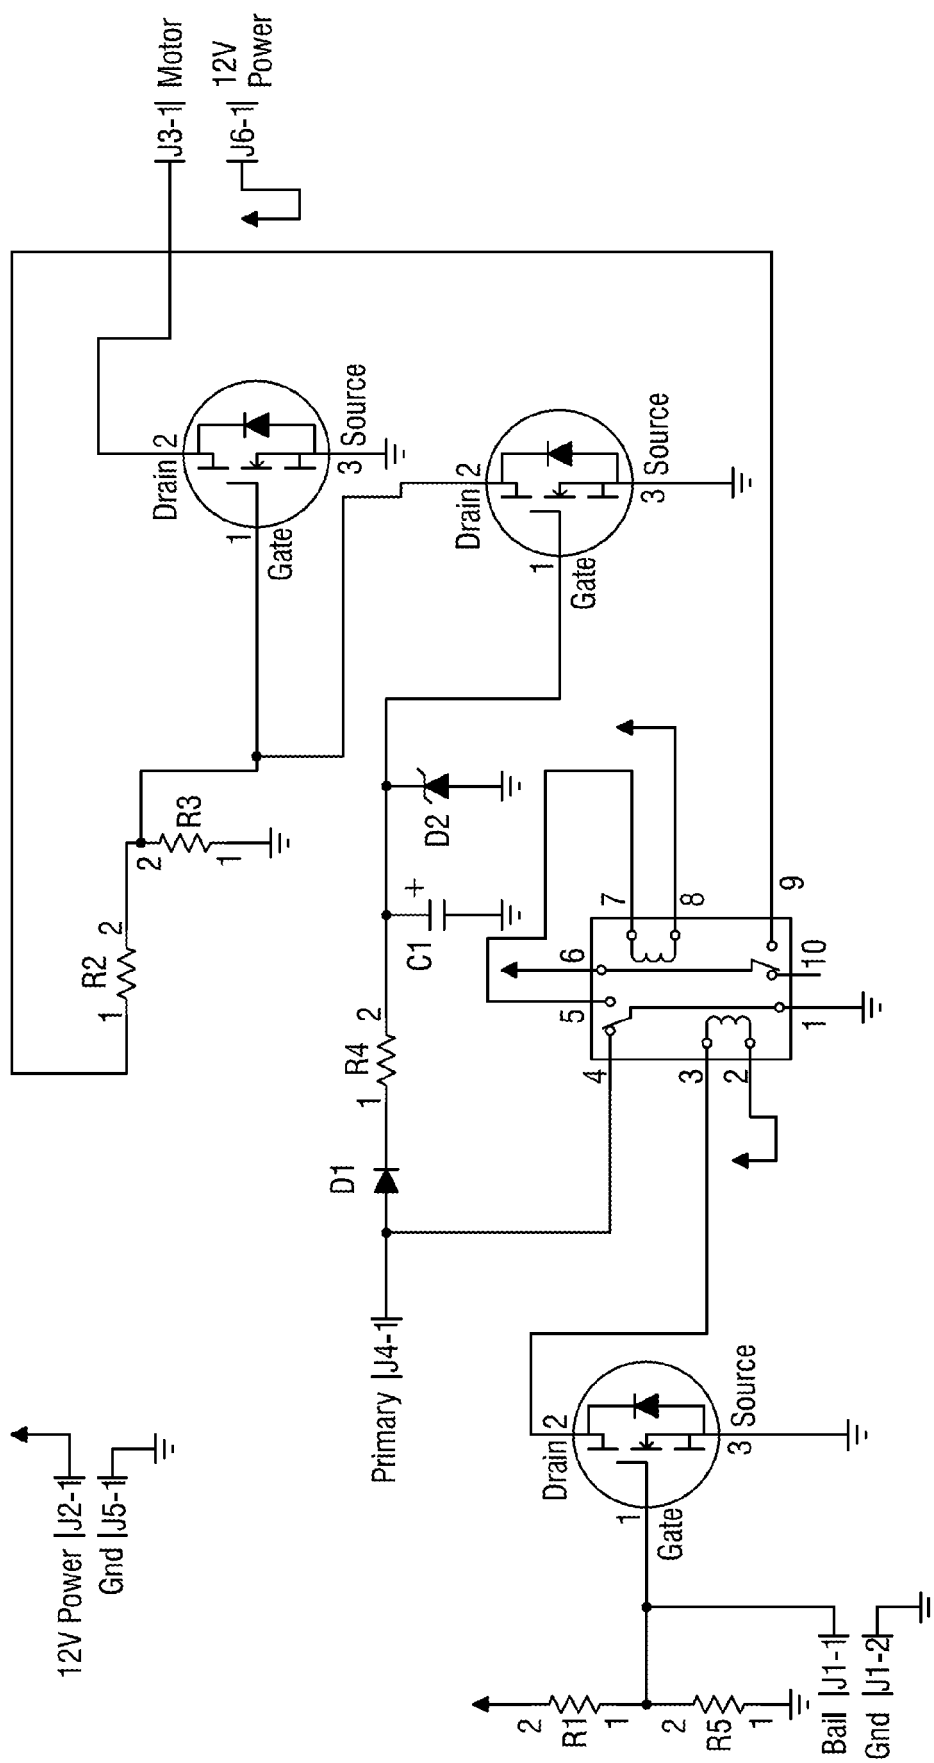 12V Power J2-1
Gnd J5-1
J3-1 Motor
J6-1 12V
Power
Drain 2
1
Gate
3 Source
Drain 2
1
Gate
3 Source
R2
1 2
R3
2 1
Primary J4-1
D1
R4
1 2
C1 +
D2
4 5 6
3 7
2 8
1 10 9
Drain 2
1
Gate
3 Source
2 R1 1
2 R5 1
Bail J1-1
Gnd J1-2